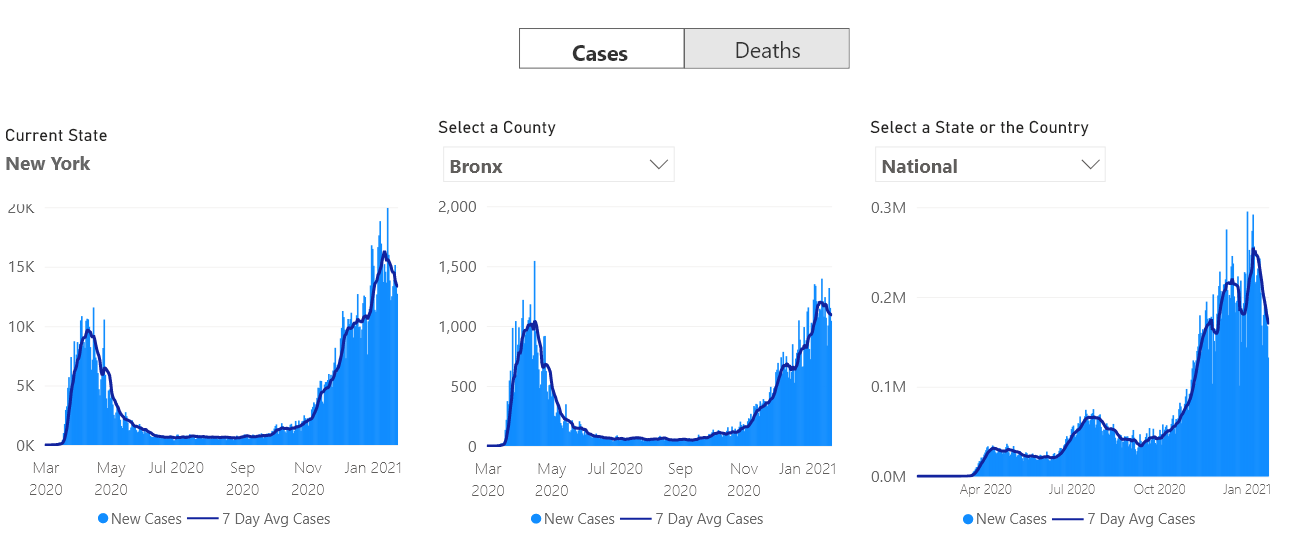 Cases
Deaths
Current State
New York
Select a County
Bronx
Select a State or the Country
National
20K
15K
10K
5K
0K
Mar 2020
May 2020
Jul 2020
Sep 2020
Nov 2020
Jan 2021
New Cases
7 Day Avg Cases
2,000
1,500
1,000
500
0
Mar 2020
May 2020
Jul 2020
Sep 2020
Nov 2020
Jan 2021
New Cases
7 Day Avg Cases
0.3M
0.2M
0.1M
0.0M
Apr 2020
Jul 2020
Oct 2020
Jan 2021
New Cases
7 Day Avg Cases